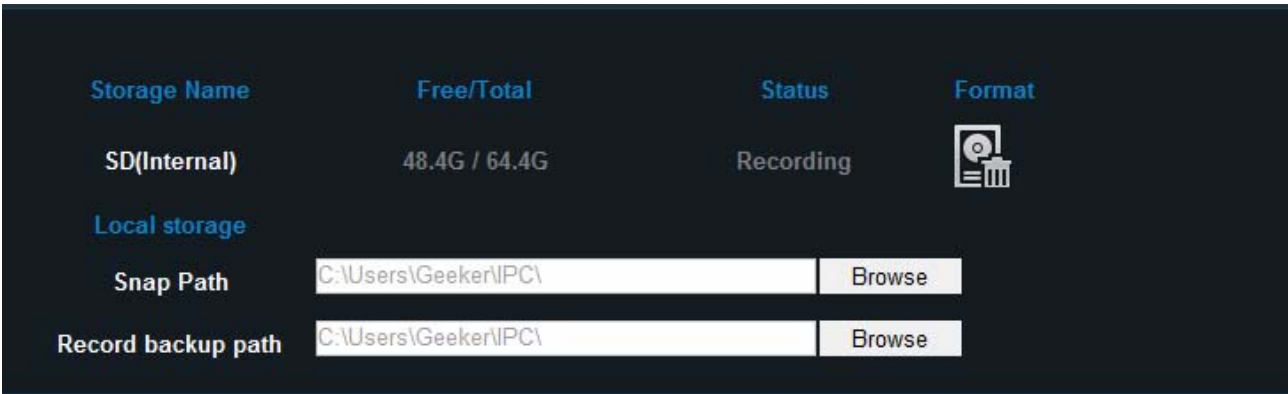 Storage Name Free/Total Status Format
SD(Internal) 48.4G / 64.4G Recording
Local storage
Snap Path C:\Users\Geeker\IPC\ Browse
Record backup path C:\Users\Geeker\IPC\ Browse